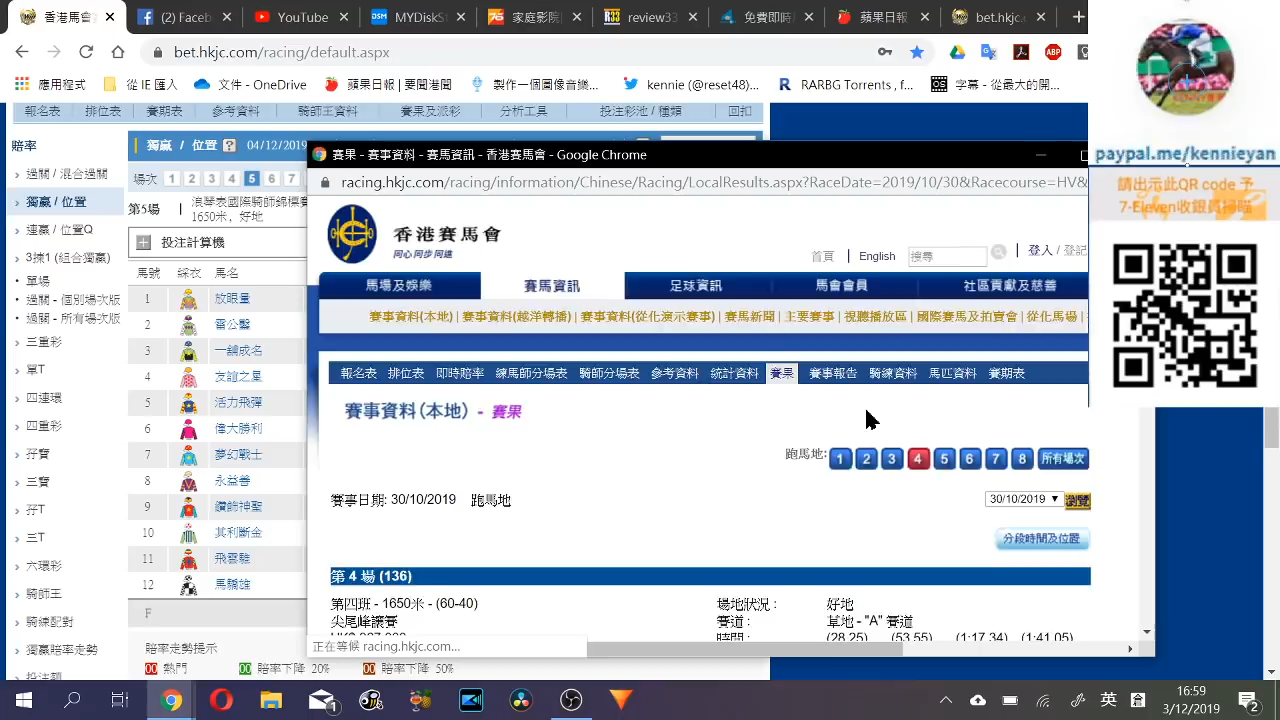 香港賽馬
(2) Faceb
YouTube
MYDiskS
賽事影院
review33
免費即時
蘋果日報
bet.hkjc.c
bet.hkjc.com/racing/default.aspx
應用程式
從 IE 匯入
文件 - OneDrive
蘋果日報 | 要聞港聞...
製作一個圖像音樂...
kennie (@reset48)...
RARBG Torrents , f...
字幕 - 從最大的開...
報名表
排位表
賽期表
參考資料
騎師王資料
賽果及派
分析工具
投注彩池 / 種類
回扣
賠率
過關 / 混合過關
獨贏 / 位置
連贏 / 位置Q
3揀1 (組合獨贏)
單場
過關 - 個別場次版
過關 - 所有場次版
三重彩
單T
四連環
四重彩
孖寶
三寶
孖T
三T
六環彩
騎師王
騎練配對
獨贏賠率走勢
投注額
獨贏 / 位置 ? 04/12/2019
場次 1 2 3 4 5 6 7
第5場
浪琴表國際騎師錦標賽
1650米, 好地
投注計算機
馬號 綵衣 馬名
1 放眼量
2 雷公鑿
3 一舖成名
4 友誼之星
5 活力飛彈
6 偉大勝利
7 夢幻戰士
8 永益善
9 鑽飾神聖
10 其利斷金
11 飛雲騅
12 馬騳雄
F
賠率走勢提示
00 熱門 00 賠率下降 20% 00 賠率下降 50%
賽果 - 賽事資料 - 賽馬資訊 - 香港賽馬會 - Google Chrome
racing.hkjc.com/racing/information/Chinese/Racing/LocalResults.aspx?RaceDate=2019/10/30&Racecourse=HV&
香港賽馬會
同心同步同進
首頁 | English
搜尋
登入 / 登記
馬場及娛樂
賽馬資訊
足球資訊
馬會會員
社區貢獻及慈善
賽事資料(本地) | 賽事資料(越洋轉播) | 賽事資料(從化演示賽事) | 賽馬新聞 | 主要賽事 | 視聽播放區 | 國際賽馬及拍賣會 | 從化馬場 |
報名表 排位表 即時賠率 練馬師分場表 騎師分場表 參考資料 統計資料 賽果 賽事報告 騎練資料 馬匹資料 賽期表
賽事資料(本地) - 賽果
跑馬地: 1 2 3 4 5 6 7 8 所有場次
賽事日期: 30/10/2019 跑馬地
30/10/2019
瀏覽
分段時間及位置
第 4 場 (136)
第四班 - 1650米 - (60-40)
場地狀況 : 好地
尖尾峰讓賽
賽道 : 草地 - "A" 賽道
時間 : (28.25) (53.55) (1:17.34) (1:41.05)
正在等候 racing.hkjc.com...
paypal.me/kennieyan
請出示此QR code 予
7-Eleven收銀員掃瞄
英
16:59
3/12/2019